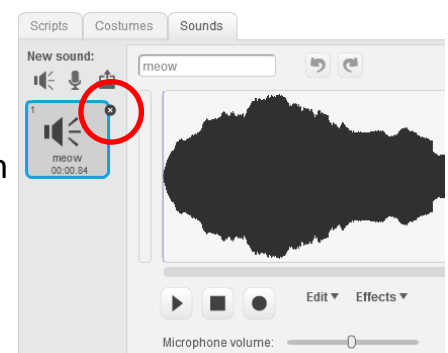 Scripts Costumes Sounds
New sound:
meow
1
meow
00:00.84
n
Edit Effects
Microphone volume: